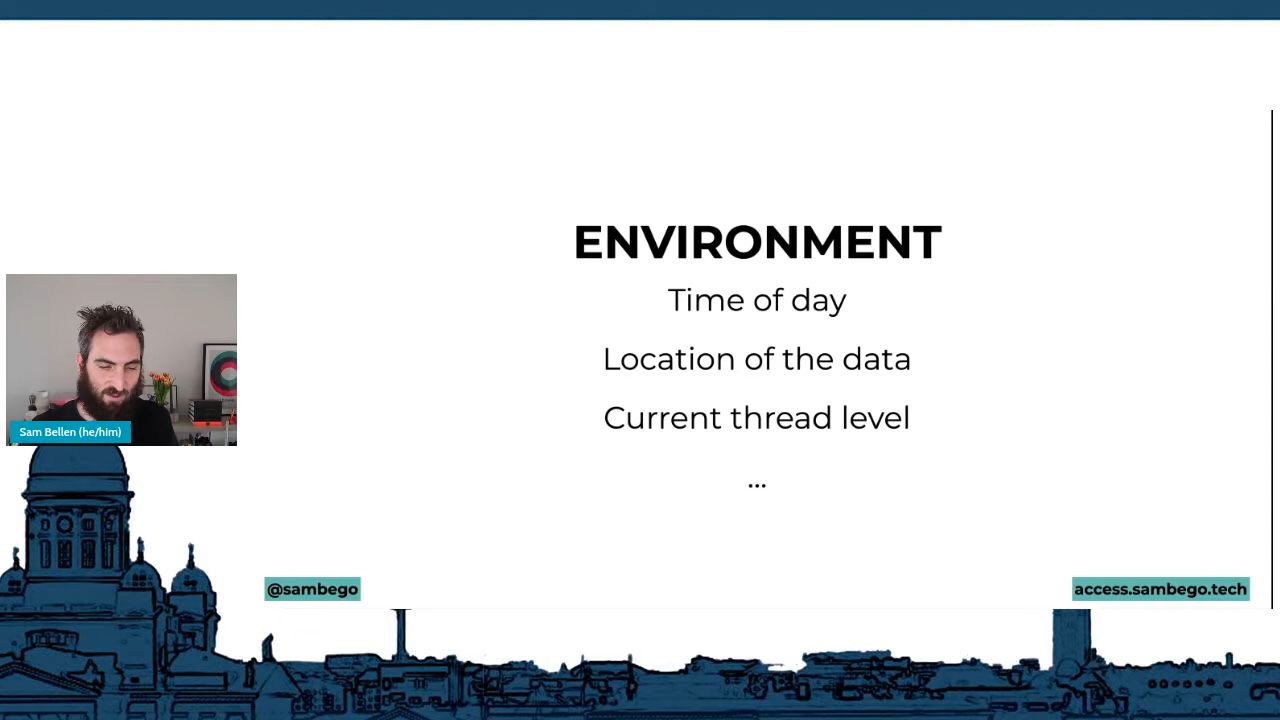 ENVIRONMENT
Time of day
Location of the data
Current thread level
...
Sam Bellen (he/him)
@sambego
access.sambego.tech